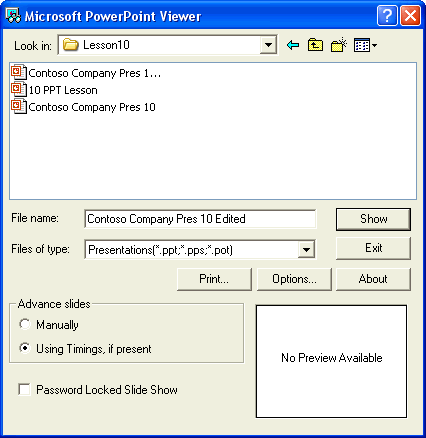 Microsoft PowerPoint Viewer
Look in: Lesson10
Contoso Company Pres 1...
10 PPT Lesson
Contoso Company Pres 10
File name: Contoso Company Pres 10 Edited Show
Files of type: Presentations(*.ppt;*.pps;*.pot) Exit
Print... Options... About
Advance slides
Manually
Using Timings, if present
No Preview Available
Password Locked Slide Show